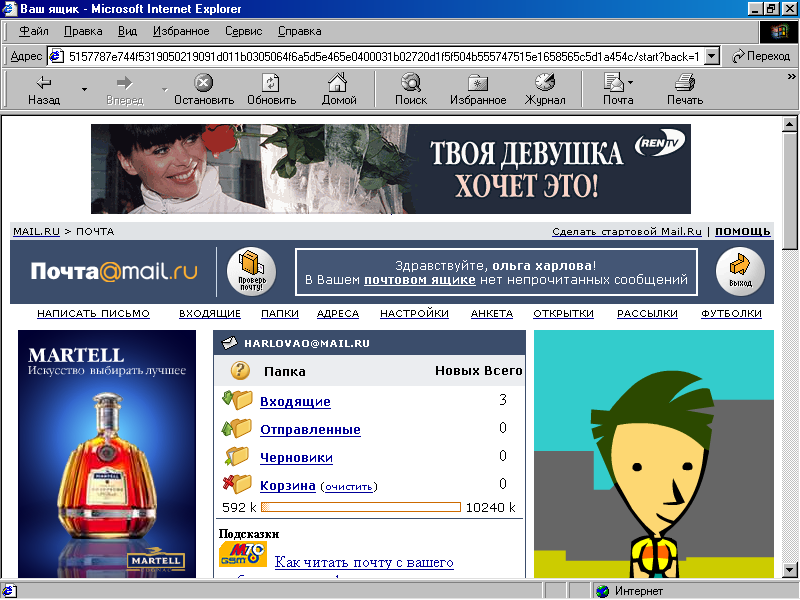 Ваш ящик - Microsoft Internet Explorer
Файл Правка Вид Избранное Сервис Справка
Адрес 5157787e744f5319050219091d011b0305064f6a5d5e465e0400031b02720d1f5f504b555747515e1658565c5d1a454c/start?back=1 Переход
Назад Вперед Остановить Обновить Домой Поиск Избранное Журнал Почта Печать
ТВОЯ ДЕВУШКА
ХОЧЕТ ЭТО!
REN TV
MAIL.RU > ПОЧТА
Сделать стартовой Mail.Ru | ПОМОЩЬ
Почта@mail.ru
Проверь
почту!
Здравствуйте, ольга харлова!
В Вашем почтовом ящике нет непрочитанных сообщений
Выход
НАПИСАТЬ ПИСЬМО ВХОДЯЩИЕ ПАПКИ АДРЕСА НАСТРОЙКИ АНКЕТА ОТКРЫТКИ РАССЫЛКИ ФУТБОЛКИ
MARTELL
Искусство выбирать лучшее
MARTELL
HARLOVAO@MAIL.RU
? Папка Новых Всего
Входящие 3
Отправленные 0
Черновики 0
Корзина (очистить) 0
592 k 10240 k
Подсказки
Как читать почту с вашего
Интернет